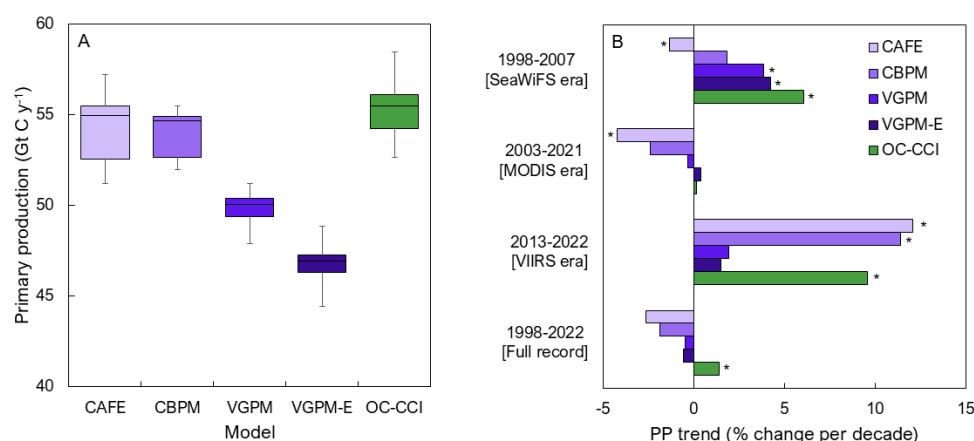 A
Primary production (Gt C y⁻¹)
60
55
50
45
40
CAFE CBPM VGPM VGPM-E OC-CCI
Model
B
1998-2007
[SeaWiFS era]
2003-2021
[MODIS era]
2013-2022
[VIIRS era]
1998-2022
[Full record]
*
*
*
*
*
*
*
*
*
CAFE
CBPM
VGPM
VGPM-E
OC-CCI
-5 0 5 10 15
PP trend (% change per decade)